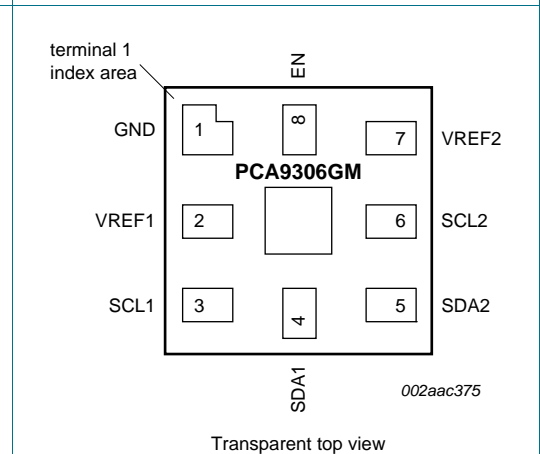 terminal 1
index area
EN
GND
1
8
7
VREF2
PCA9306GM
VREF1
2
6
SCL2
SCL1
3
4
5
SDA2
SDA1
002aac375
Transparent top view